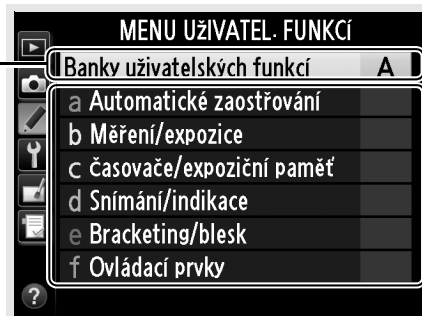 MENU UŽIVATEL. FUNKCÍ
Banky uživatelských funkcí A
a Automatické zaostřování
b Měření/expozice
c časovače/expoziční paměť
d Snímání/indikace
e Bracketing/blesk
f Ovládací prvky
?